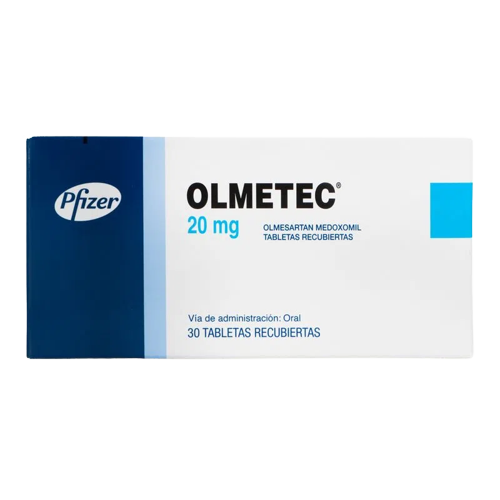 Pfizer
OLMETEC®
20 mg
OLMESARTAN MEDOXOMIL
TABLETAS RECUBIERTAS
Vía de administración: Oral
30 TABLETAS RECUBIERTAS